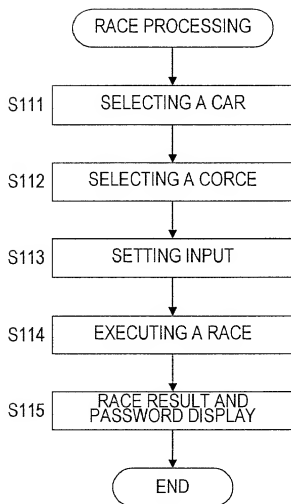 RACE PROCESSING
S111
SELECTING A CAR
S112
SELECTING A CORCE
S113
SETTING INPUT
S114
EXECUTING A RACE
S115
RACE RESULT AND
PASSWORD DISPLAY
END